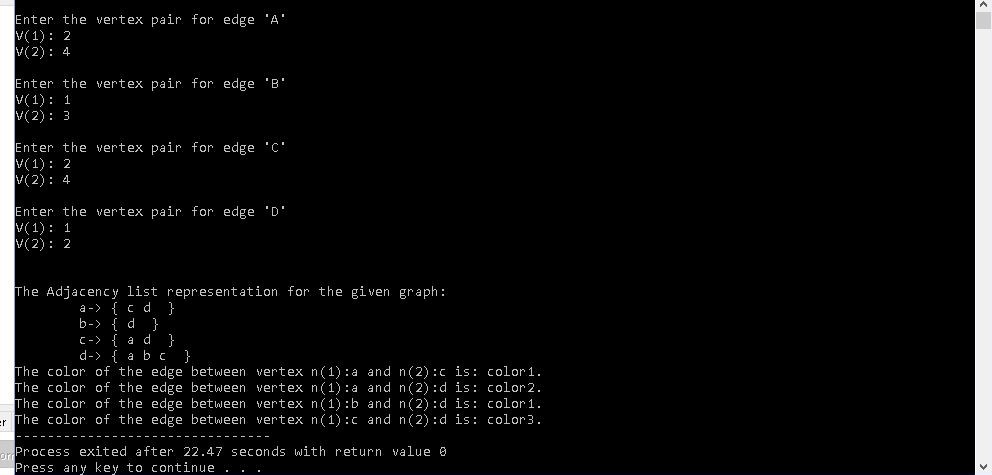 Enter the vertex pair for edge 'A'
V(1): 2
V(2): 4
Enter the vertex pair for edge 'B'
V(1): 1
V(2): 3
Enter the vertex pair for edge 'C'
V(1): 2
V(2): 4
Enter the vertex pair for edge 'D'
V(1): 1
V(2): 2
The Adjacency list representation for the given graph:
a-> { c d  }
b-> { d  }
c-> { a d  }
d-> { a b c  }
The color of the edge between vertex n(1):a and n(2):c is: color1.
The color of the edge between vertex n(1):a and n(2):d is: color2.
The color of the edge between vertex n(1):b and n(2):d is: color1.
The color of the edge between vertex n(1):c and n(2):d is: color3.
--------------------------------
Process exited after 22.47 seconds with return value 0
Press any key to continue . . .